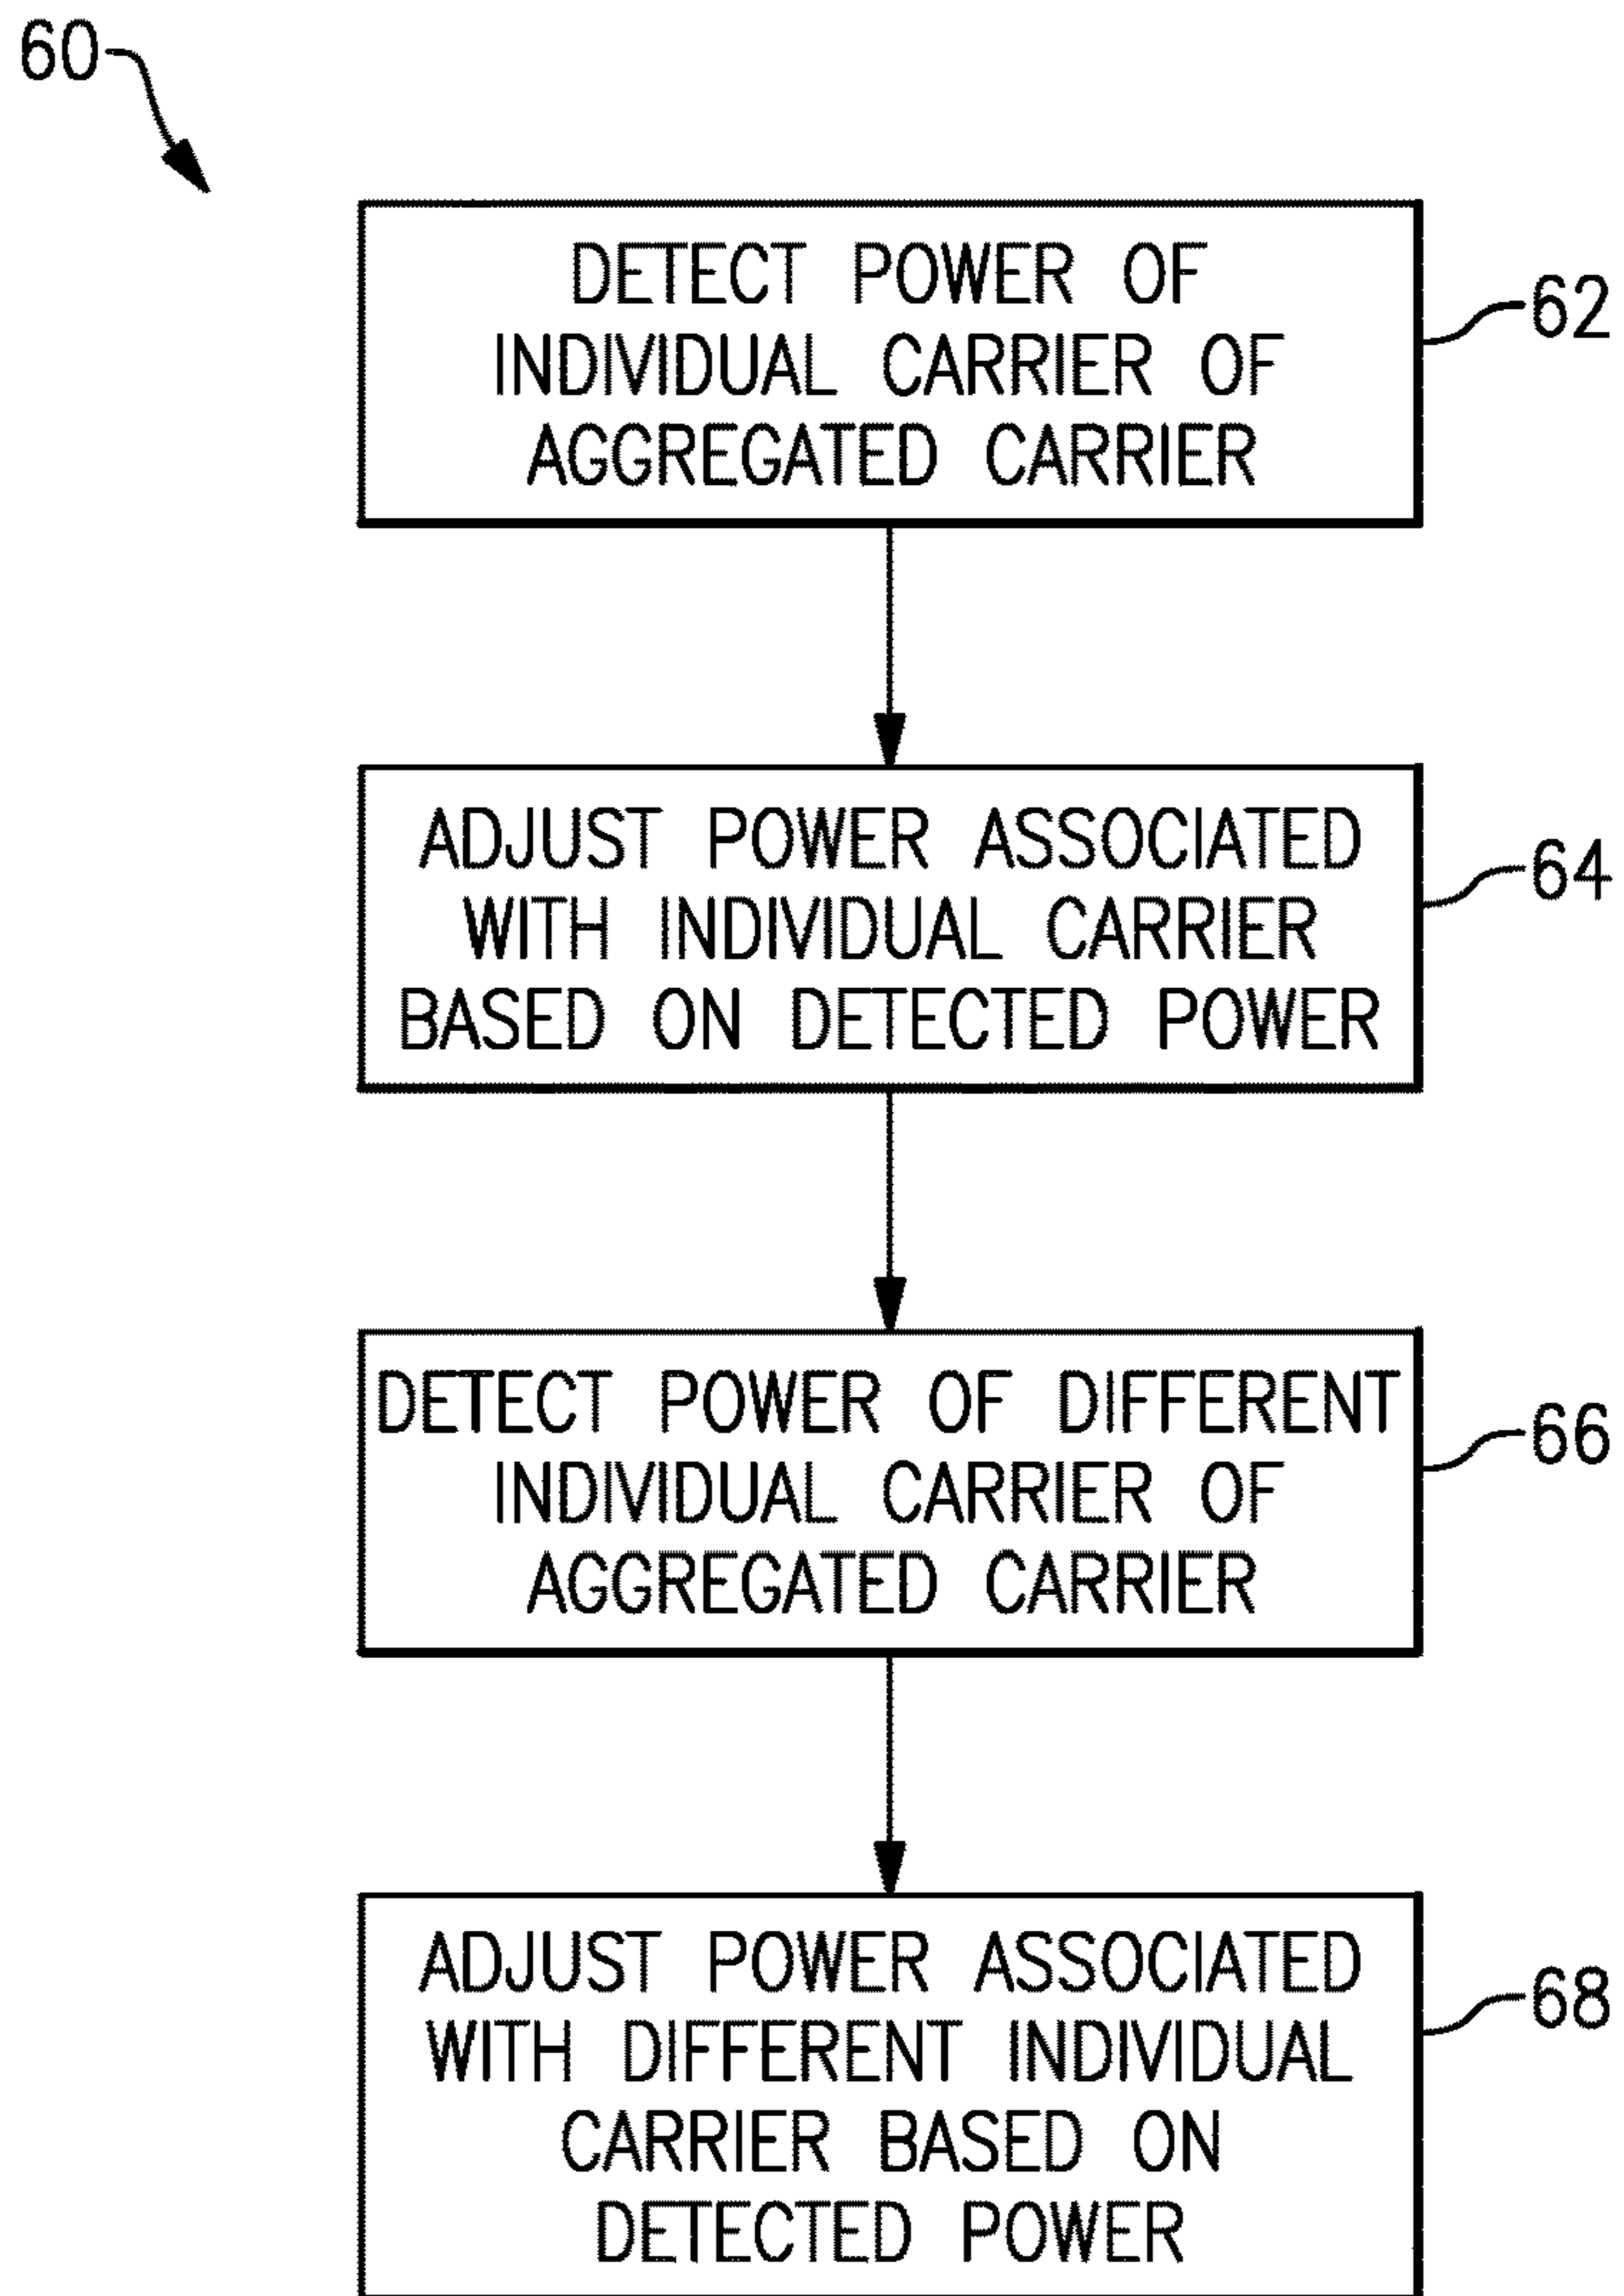 60
DETECT POWER OF
INDIVIDUAL CARRIER OF
AGGREGATED CARRIER
62
ADJUST POWER ASSOCIATED
WITH INDIVIDUAL CARRIER
BASED ON DETECTED POWER
64
DETECT POWER OF DIFFERENT
INDIVIDUAL CARRIER OF
AGGREGATED CARRIER
66
ADJUST POWER ASSOCIATED
WITH DIFFERENT INDIVIDUAL
CARRIER BASED ON
DETECTED POWER
68